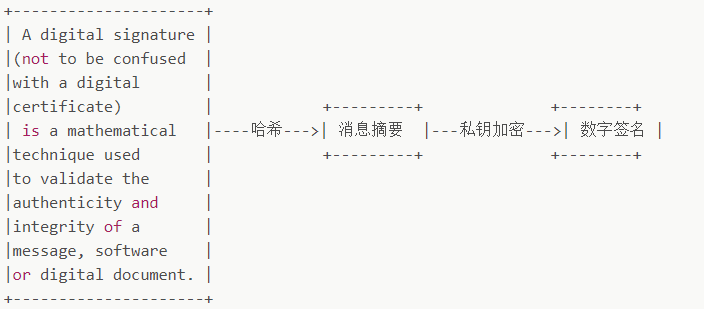 +--------------------+
| A digital signature |
|(not to be confused |
|with a digital |
|certificate) | +---------+ +--------+
| is a mathematical |----哈希--->| 消息摘要 |---私钥加密--->| 数字签名 |
|technique used | +---------+ +--------+
|to validate the |
|authenticity and |
|integrity of a |
|message, software |
|or digital document. |
+--------------------+